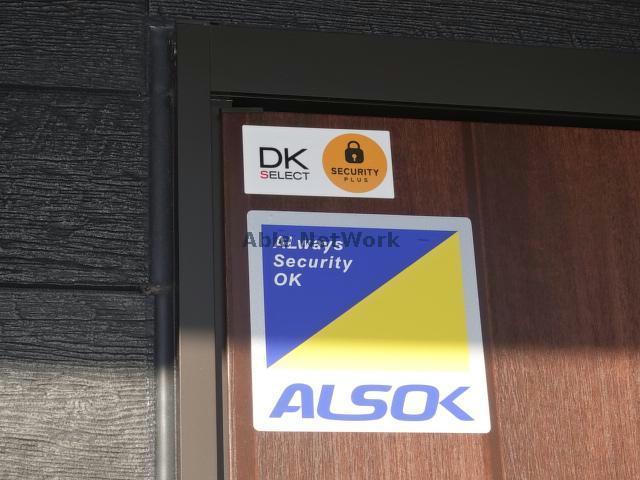 DK
SELECT
SECURITY
PLUS
Able NetWork
ALways
Security
OK
ALSOK